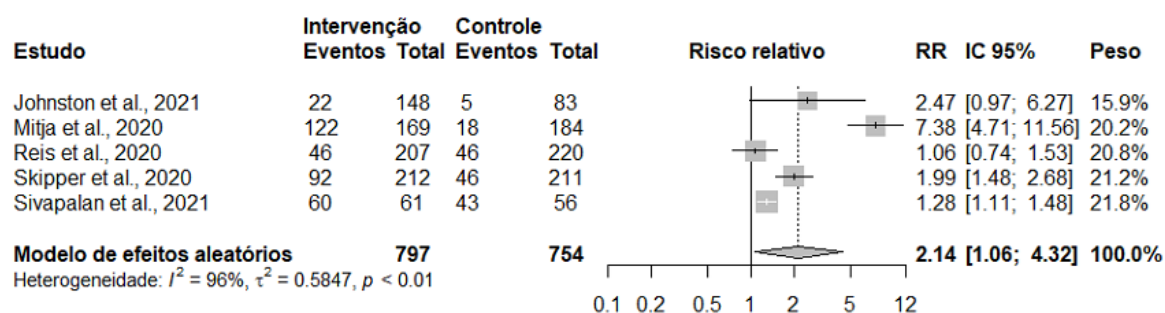 Intervenção Controle
Estudo Eventos Total Eventos Total Risco relativo RR IC 95% Peso
Johnston et al., 2021 22 148 5 83 2.47 [0.97; 6.27] 15.9%
Mitja et al., 2020 122 169 18 184 7.38 [4.71; 11.56] 20.2%
Reis et al., 2020 46 207 46 220 1.06 [0.74; 1.53] 20.8%
Skipper et al., 2020 92 212 46 211 1.99 [1.48; 2.68] 21.2%
Sivapalan et al., 2021 60 61 43 56 1.28 [1.11; 1.48] 21.8%
Modelo de efeitos aleatórios 797 754 2.14 [1.06; 4.32] 100.0%
Heterogeneidade: I² = 96%, τ² = 0.5847, p < 0.01
0.1 0.2 0.5 1 2 5 12